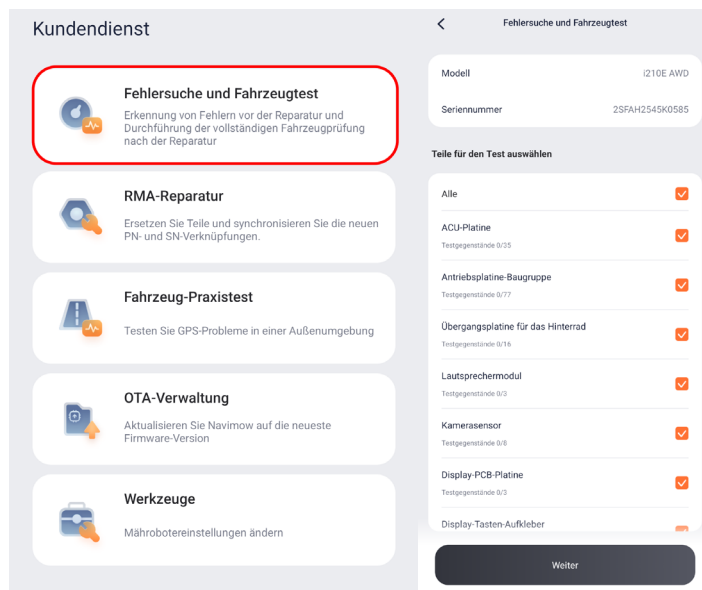 Kundendienst
Fehlersuche und Fahrzeugtest
Erkennung von Fehlern vor der Reparatur und
Durchführung der vollständigen Fahrzeugprüfung
nach der Reparatur
RMA-Reparatur
Ersetzen Sie Teile und synchronisieren Sie die neuen
PN- und SN-Verknüpfungen.
Fahrzeug-Praxistest
Testen Sie GPS-Probleme in einer Außenumgebung
OTA-Verwaltung
Aktualisieren Sie Navimow auf die neueste
Firmware-Version
Werkzeuge
Mährobotereinstellungen ändern
Fehlersuche und Fahrzeugtest
Modell i210E AWD
Seriennummer 2SFAH2545K0585
Teile für den Test auswählen
Alle
ACU-Platine
Testgegenstände 0/35
Antriebsplatine-Baugruppe
Testgegenstände 0/77
Übergangsplatine für das Hinterrad
Testgegenstände 0/16
Lautsprechermodul
Testgegenstände 0/3
Kamerasensor
Testgegenstände 0/8
Display-PCB-Platine
Testgegenstände 0/3
Display-Tasten-Aufkleber
Weiter